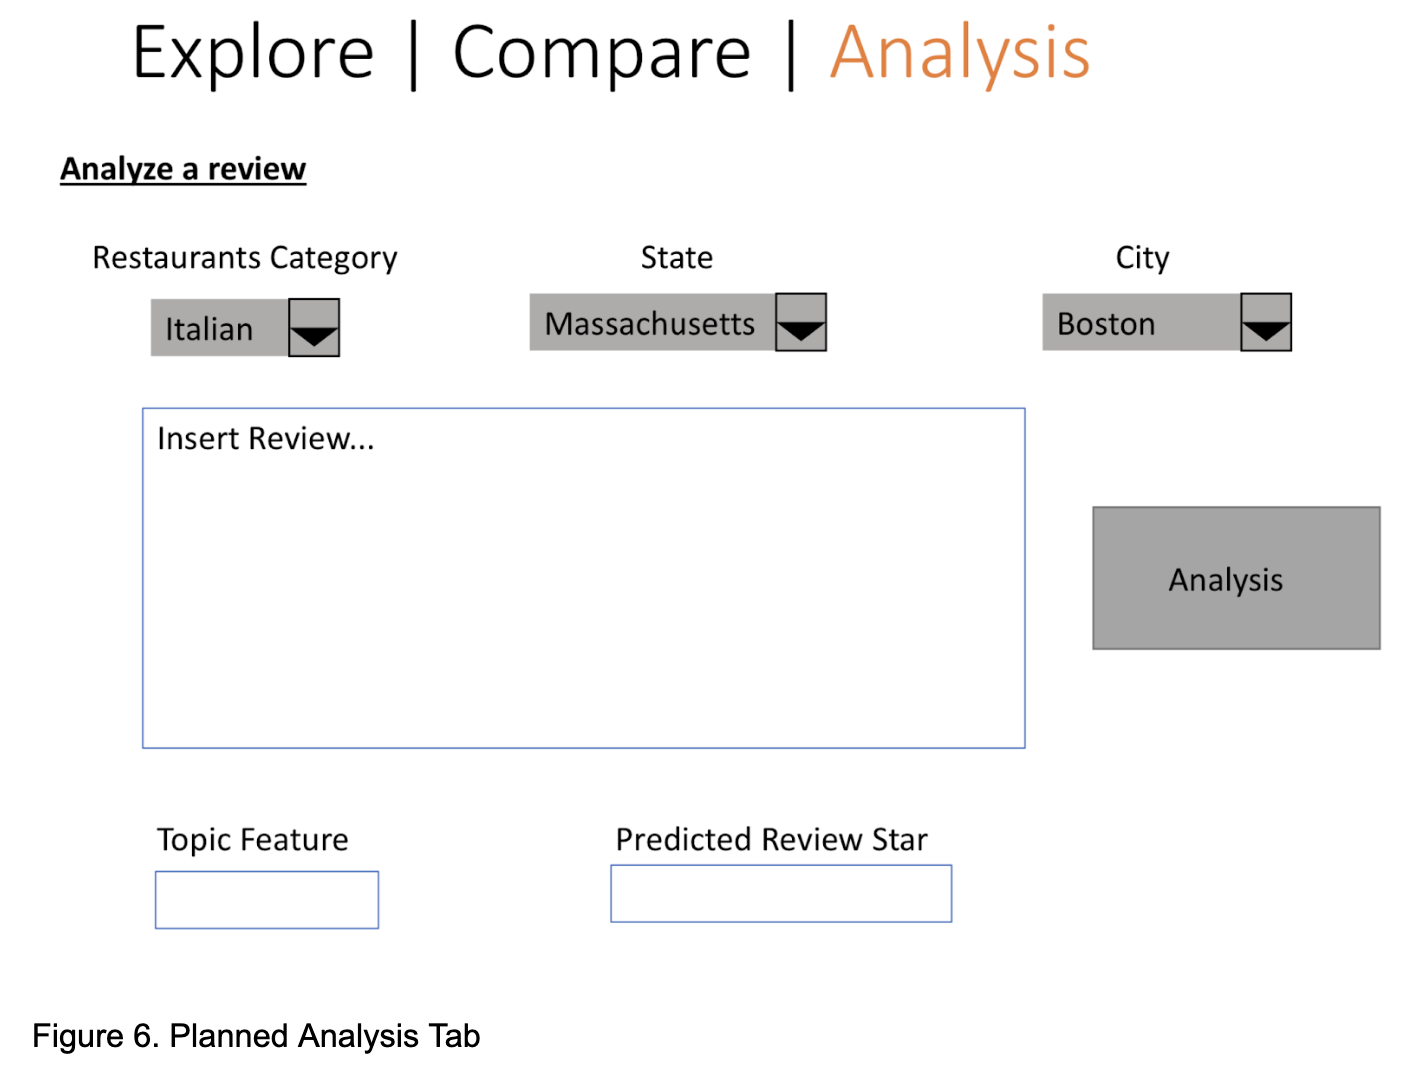 Explore | Compare | Analysis
Analyze a review
Restaurants Category State City
Italian Massachusetts Boston
Insert Review...
Analysis
Topic Feature Predicted Review Star
Figure 6. Planned Analysis Tab